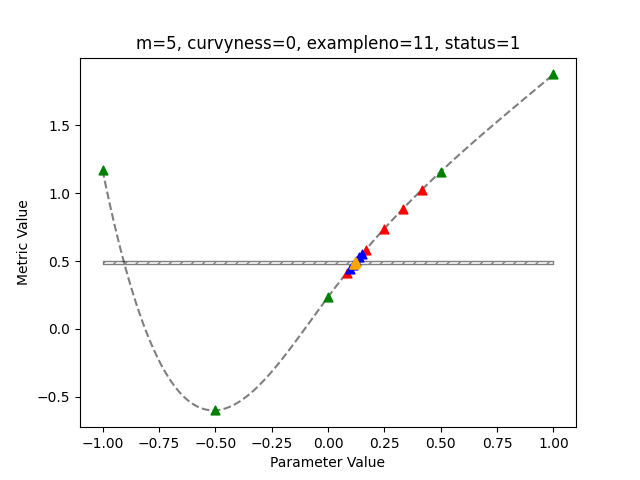 m=5, curvyness=0, exampleno=11, status=1
Metric Value
1.5
1.0
0.5
0.0
−0.5
−1.00 −0.75 −0.50 −0.25 0.00 0.25 0.50 0.75 1.00
Parameter Value